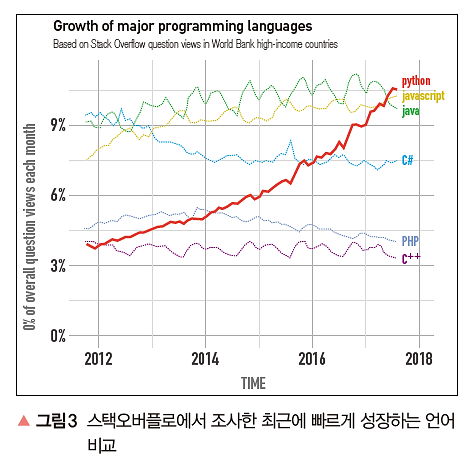 Growth of major programming languages
Based on Stack Overflow question views in World Bank high-income countries
0% of overall question views each month
9%
6%
3%
0%
python
javascript
java
C#
PHP
C++
2012
2014
2016
2018
TIME
▲ 그림 3 스택오버플로에서 조사한 최근에 빠르게 성장하는 언어
비교